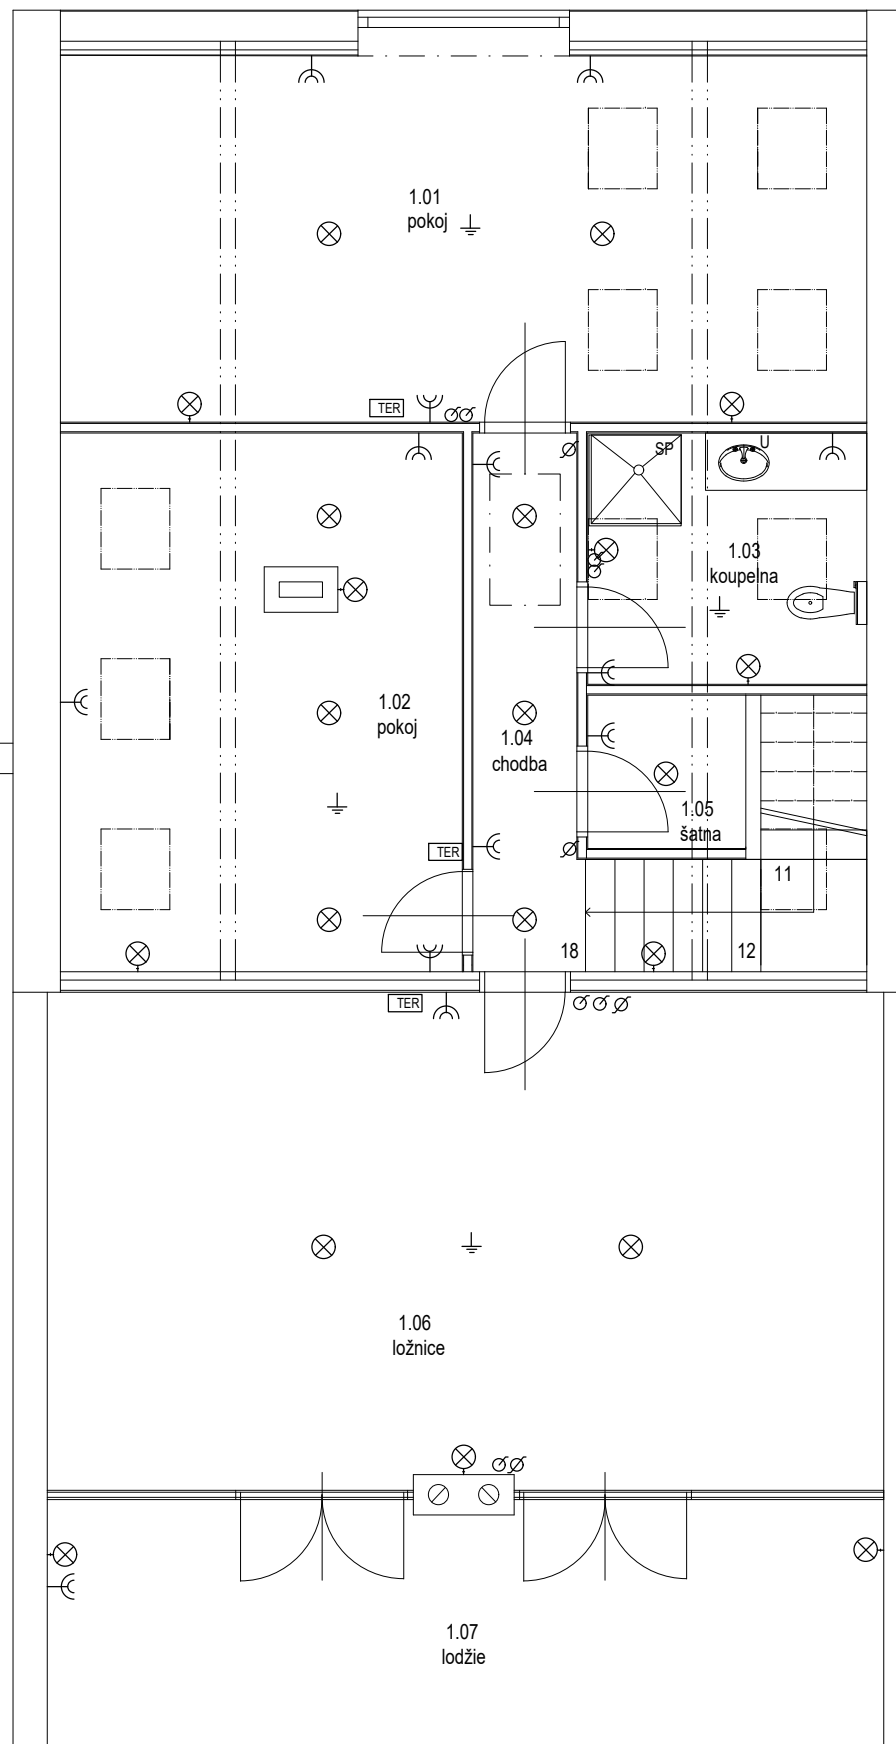 1.01
pokoj
TER
SP
U
1.03
koupelna
1.02
pokoj
1.04
chodba
1.05
šatna
TER
11
18
12
TER
1.06
ložnice
1.07
lodžie